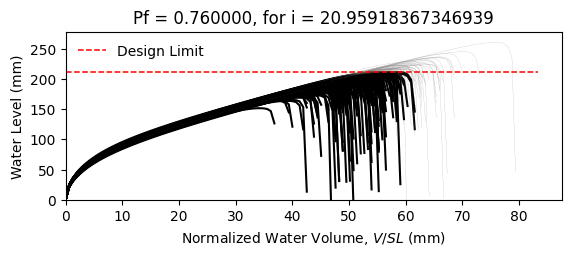 Pf = 0.760000, for i = 20.95918367346939
Design Limit
Water Level (mm)
250
200
150
100
50
0
0 10 20 30 40 50 60 70 80
Normalized Water Volume, V/SL (mm)